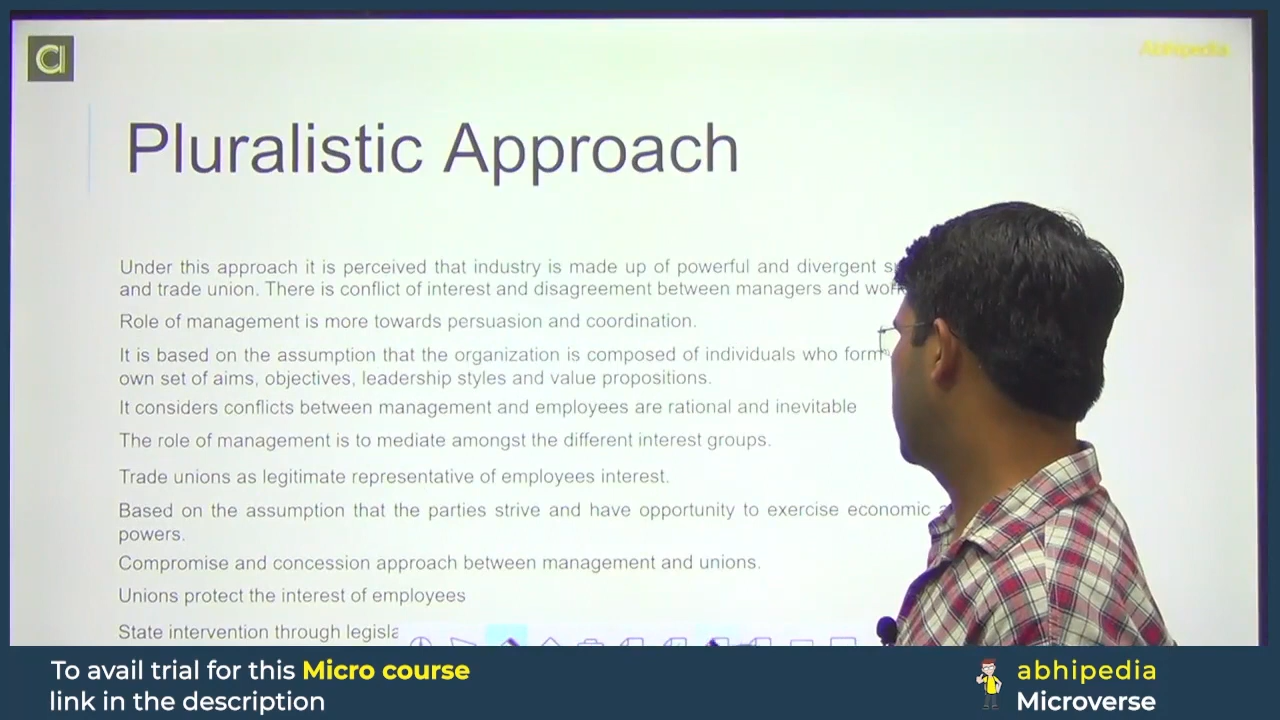 Abhipedia
Pluralistic Approach
Under this approach it is perceived that industry is made up of powerful and divergent
and trade union. There is conflict of interest and disagreement between managers and
Role of management is more towards persuasion and coordination.
It is based on the assumption that the organization is composed of individuals who form
own set of aims, objectives, leadership styles and value propositions.
It considers conflicts between management and employees are rational and inevitable
The role of management is to mediate amongst the different interest groups.
Trade unions as legitimate representative of employees interest.
Based on the assumption that the parties strive and have opportunity to exercise economic
powers.
Compromise and concession approach between management and unions.
Unions protect the interest of employees
State intervention through
To avail trial for this Micro course
link in the description
abhipedia
Microverse